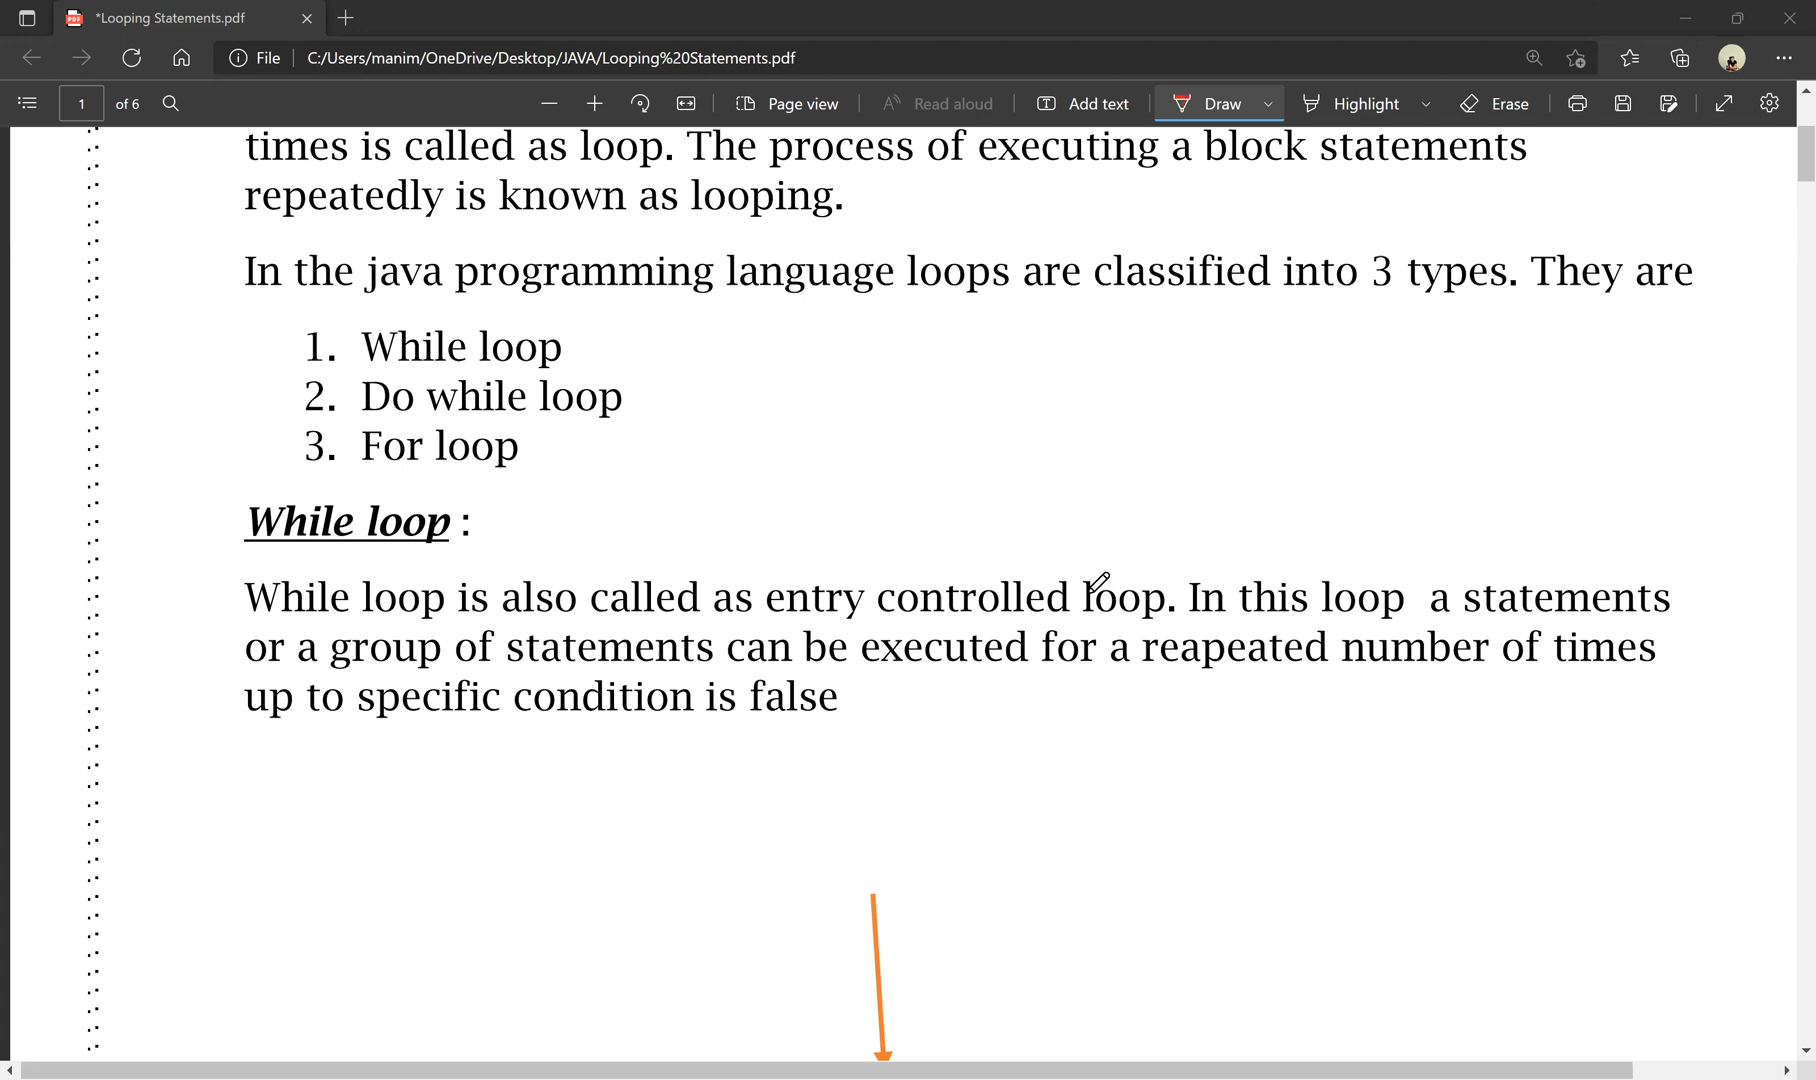 *Looping Statements.pdf
File C:/Users/manim/OneDrive/Desktop/JAVA/Looping%20Statements.pdf
1 of 6 Page view Read aloud Add text Draw Highlight Erase
times is called as loop. The process of executing a block statements
repeatedly is known as looping.
In the java programming language loops are classified into 3 types. They are
1. While loop
2. Do while loop
3. For loop
While loop :
While loop is also called as entry controlled loop. In this loop a statements
or a group of statements can be executed for a reapeated number of times
up to specific condition is false